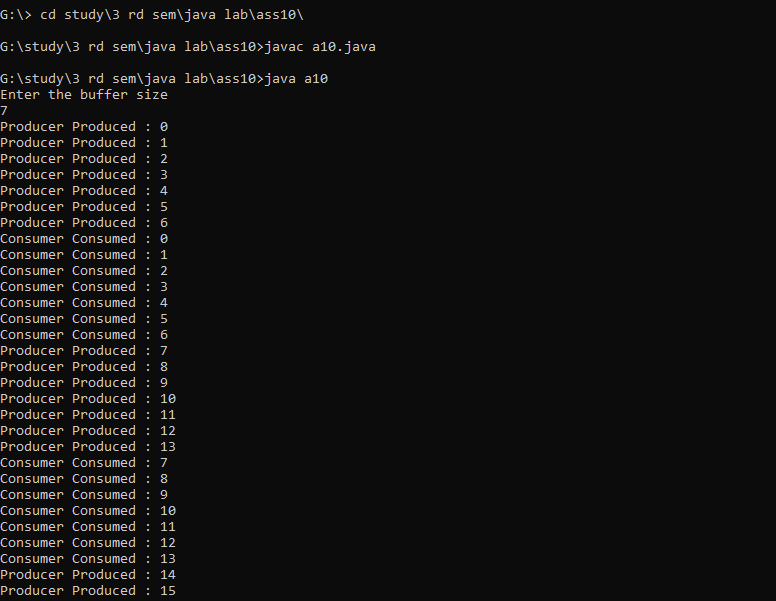 G:\> cd study\3 rd sem\java lab\ass10\
G:\study\3 rd sem\java lab\ass10>javac a10.java
G:\study\3 rd sem\java lab\ass10>java a10
Enter the buffer size
7
Producer Produced : 0
Producer Produced : 1
Producer Produced : 2
Producer Produced : 3
Producer Produced : 4
Producer Produced : 5
Producer Produced : 6
Consumer Consumed : 0
Consumer Consumed : 1
Consumer Consumed : 2
Consumer Consumed : 3
Consumer Consumed : 4
Consumer Consumed : 5
Consumer Consumed : 6
Producer Produced : 7
Producer Produced : 8
Producer Produced : 9
Producer Produced : 10
Producer Produced : 11
Producer Produced : 12
Producer Produced : 13
Consumer Consumed : 7
Consumer Consumed : 8
Consumer Consumed : 9
Consumer Consumed : 10
Consumer Consumed : 11
Consumer Consumed : 12
Consumer Consumed : 13
Producer Produced : 14
Producer Produced : 15